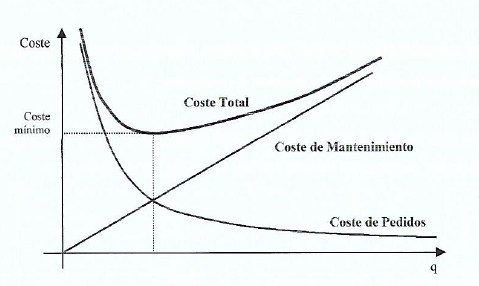 Coste
Coste Total
Coste
mínimo
Coste de Mantenimiento
Coste de Pedidos
q